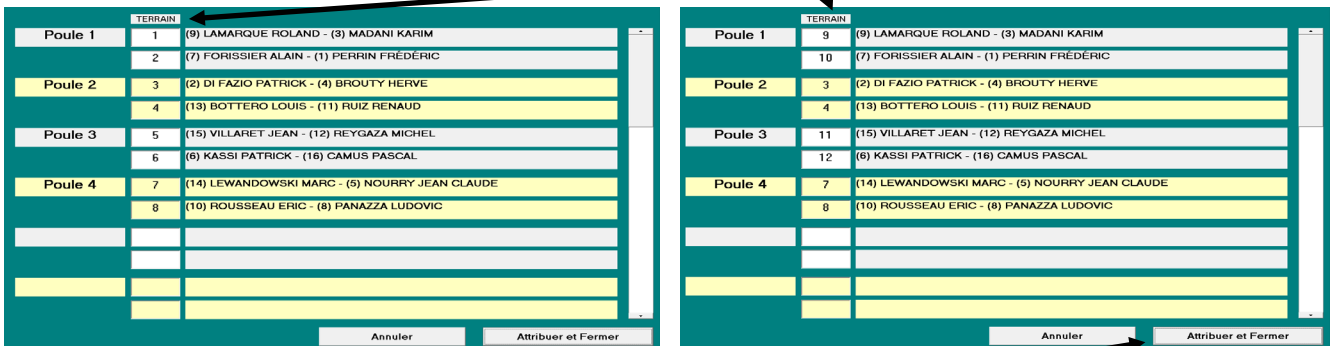 TERRAIN
Poule 1 1 (9) LAMARQUE ROLAND - (3) MADANI KARIM
2 (7) FORISSIER ALAIN - (1) PERRIN FRÉDÉRIC
Poule 2 3 (2) DI FAZIO PATRICK - (4) BROUTY HERVE
4 (13) BOTTERO LOUIS - (11) RUIZ RENAUD
Poule 3 5 (15) VILLARET JEAN - (12) REYGAZA MICHEL
6 (6) KASSI PATRICK - (16) CAMUS PASCAL
Poule 4 7 (14) LEWANDOWSKI MARC - (5) NOURRY JEAN CLAUDE
8 (10) ROUSSEAU ERIC - (8) PANAZZA LUDOVIC
Annuler Attribuer et Fermer
TERRAIN
Poule 1 9 (9) LAMARQUE ROLAND - (3) MADANI KARIM
10 (7) FORISSIER ALAIN - (1) PERRIN FRÉDÉRIC
Poule 2 3 (2) DI FAZIO PATRICK - (4) BROUTY HERVE
4 (13) BOTTERO LOUIS - (11) RUIZ RENAUD
Poule 3 11 (15) VILLARET JEAN - (12) REYGAZA MICHEL
12 (6) KASSI PATRICK - (16) CAMUS PASCAL
Poule 4 7 (14) LEWANDOWSKI MARC - (5) NOURRY JEAN CLAUDE
8 (10) ROUSSEAU ERIC - (8) PANAZZA LUDOVIC
Annuler Attribuer et Fermer